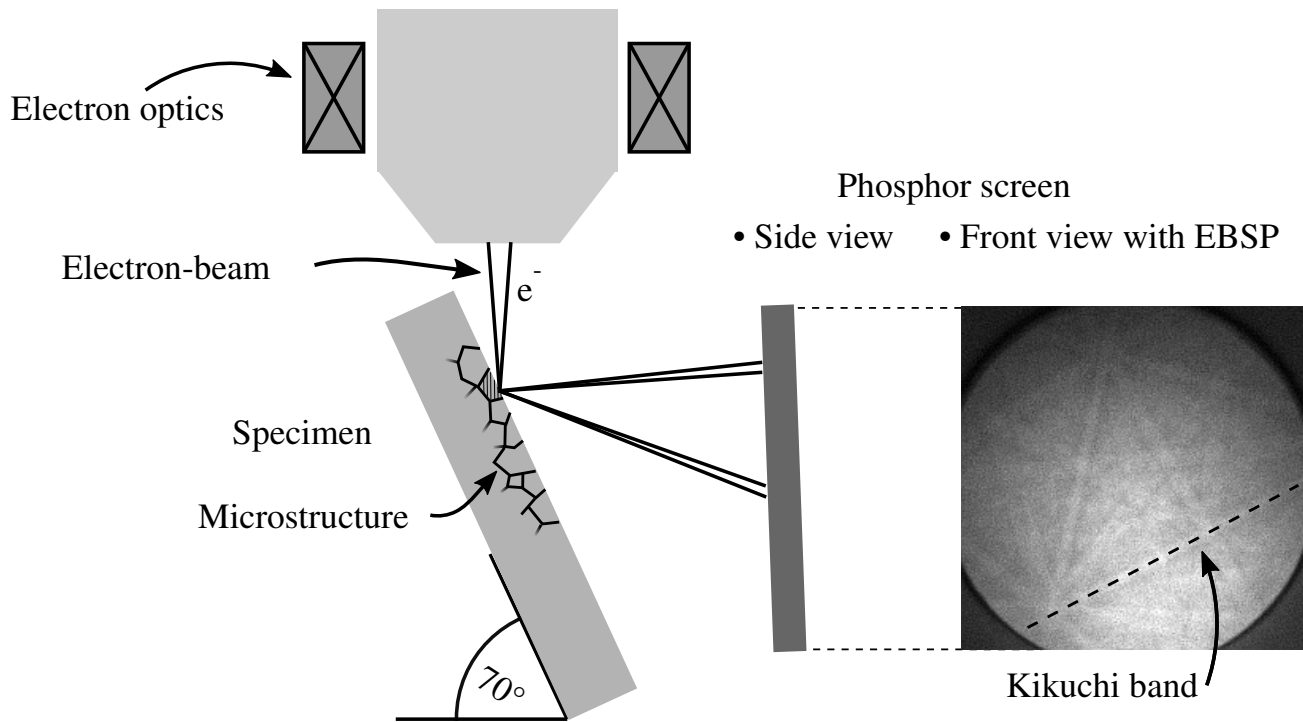 Electron optics
Phosphor screen
• Side view • Front view with EBSP
Electron-beam
e-
Specimen
Microstructure
70°
Kikuchi band